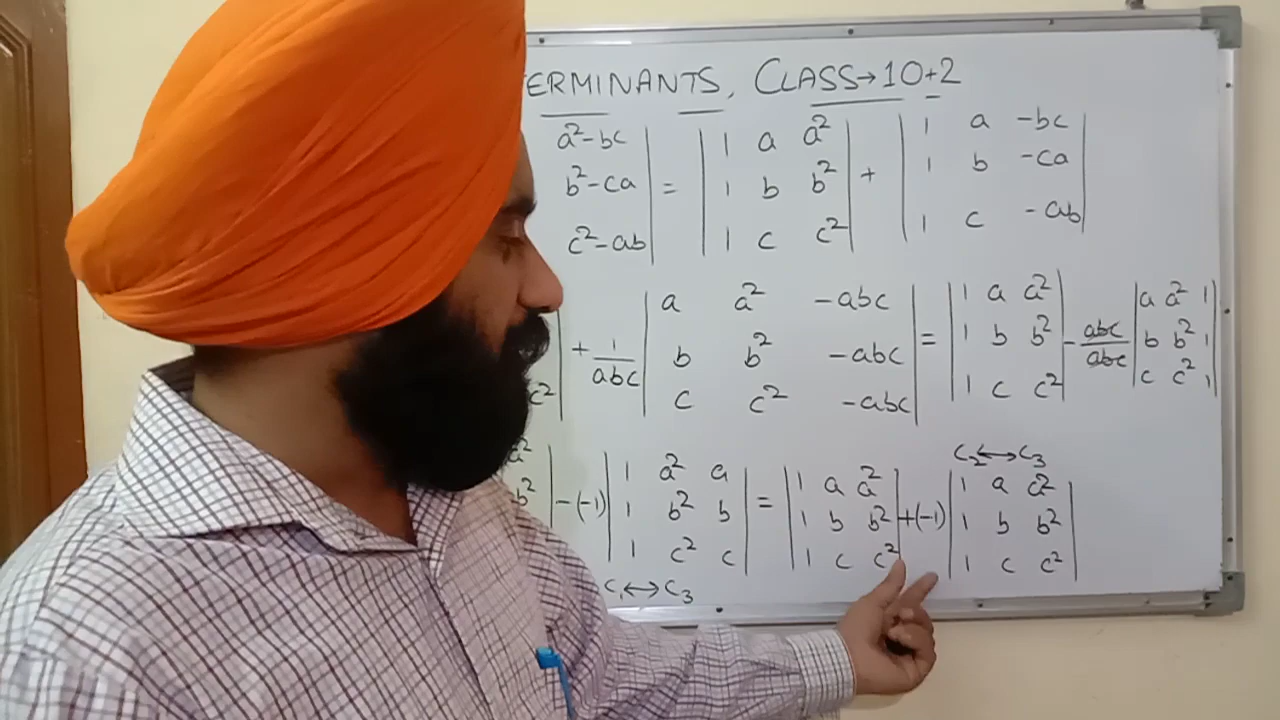 ERMINANTS, CLASS→10+2
a²-bc | = | 1 a a² | + | 1 a -bc |
b²-ca | = | 1 b b² | + | 1 b -ca |
c²-ab | = | 1 c c² | + | 1 c -ab |
| + 1/abc | a a² -abc | = | 1 a a² | - abc/abc | a a² 1 |
| b b² -abc | = | 1 b b² | | b b² 1 |
c² | | c c² -abc | = | 1 c c² | | c c² 1 |
C₂↔C₃
a² | -(-1) | 1 a² a | = | 1 a a² | +(-1) | 1 a a² |
b² | | 1 b² b | = | 1 b b² | | 1 b b² |
| 1 c² c | = | 1 c c² | | 1 c c² |
C₁↔C₃